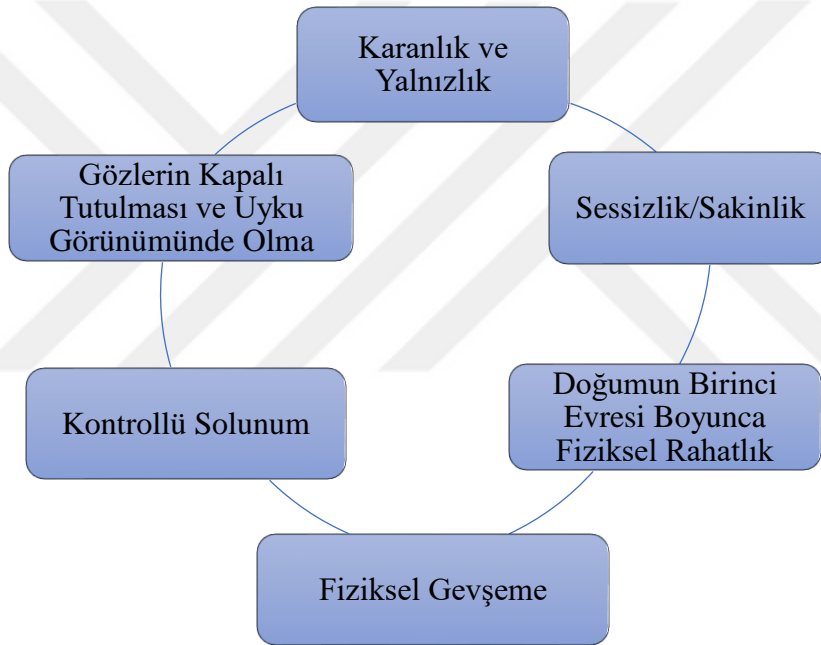 Karanlık ve
Yalnızlık
Sessizlik/Sakinlik
Doğumun Birinci
Evresi Boyunca
Fiziksel Rahatlık
Fiziksel Gevşeme
Kontrollü Solunum
Gözlerin Kapalı
Tutulması ve Uyku
Görünümünde Olma